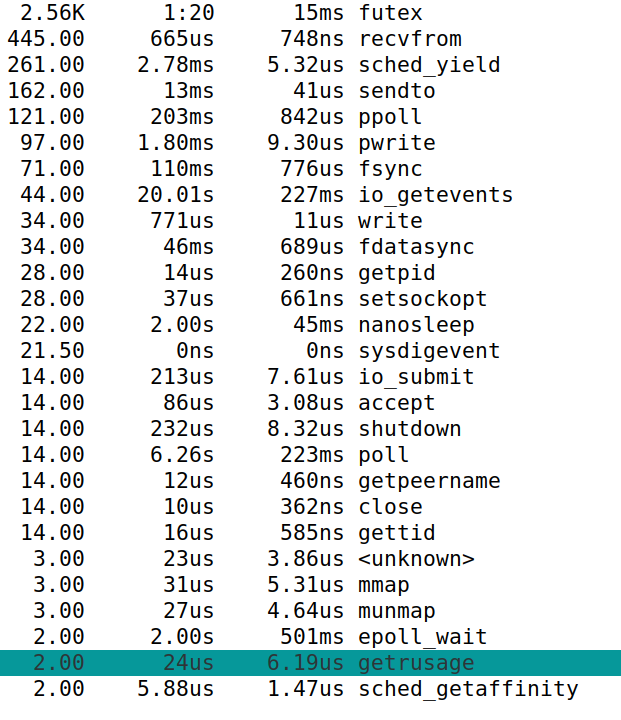 2.56K 1:20 15ms futex
445.00 665us 748ns recvfrom
261.00 2.78ms 5.32us sched_yield
162.00 13ms 41us sendto
121.00 203ms 842us ppoll
97.00 1.80ms 9.30us pwrite
71.00 110ms 776us fsync
44.00 20.01s 227ms io_getevents
34.00 771us 11us write
34.00 46ms 689us fdatasync
28.00 14us 260ns getpid
28.00 37us 661ns setsockopt
22.00 2.00s 45ms nanosleep
21.50 0ns 0ns sysdigevent
14.00 213us 7.61us io_submit
14.00 86us 3.08us accept
14.00 232us 8.32us shutdown
14.00 6.26s 223ms poll
14.00 12us 460ns getpeername
14.00 10us 362ns close
14.00 16us 585ns gettid
3.00 23us 3.86us <unknown>
3.00 31us 5.31us mmap
3.00 27us 4.64us munmap
2.00 2.00s 501ms epoll_wait
2.00 24us 6.19us getrusage
2.00 5.88us 1.47us sched_getaffinity